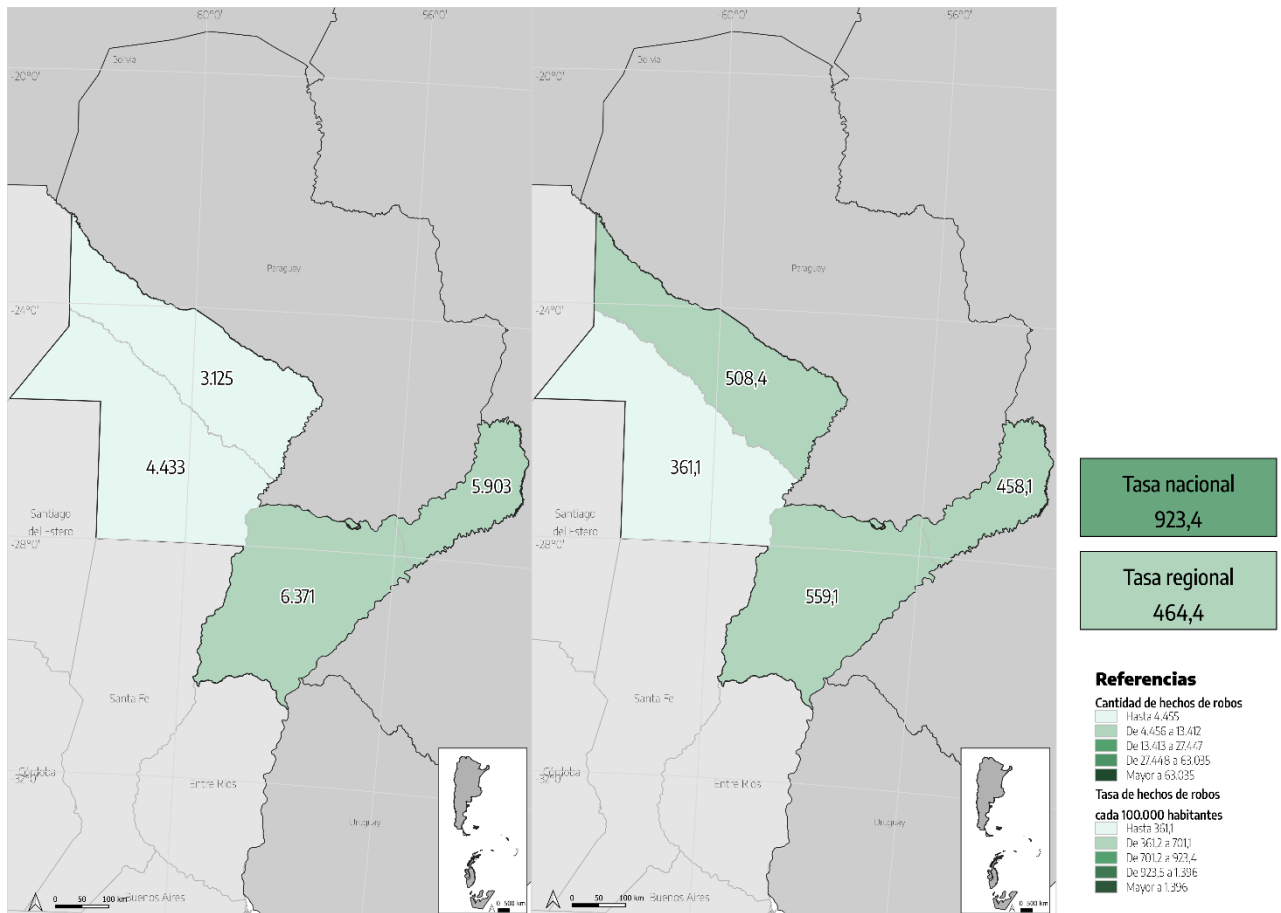 60°0'
56°0'
Bolivia
-20°0'
Paraguay
-24°0'
3.125
4.433
5.903
Santiago
del Estero
-28°0'
6.371
Santa Fe
Córdoba
-32°0'
Entre Ríos
Uruguay
Buenos Aires
0 50 100 km
0 500 km
60°0'
56°0'
Bolivia
-20°0'
Paraguay
-24°0'
508,4
361,1
458,1
Santiago
del Estero
-28°0'
559,1
Santa Fe
Córdoba
-32°0'
Entre Ríos
Uruguay
Buenos Aires
0 50 100 km
0 500 km
Tasa nacional
923,4
Tasa regional
464,4
Referencias
Cantidad de hechos de robos
Hasta 4.455
De 4.456 a 13.412
De 13.413 a 27.447
De 27.448 a 63.035
Mayor a 63.035
Tasa de hechos de robos
cada 100.000 habitantes
Hasta 361,1
De 361,2 a 701,1
De 701,2 a 923,4
De 923,5 a 1.396
Mayor a 1.396